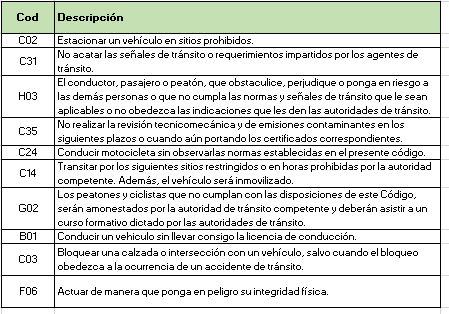 Cod Descripción
C02 Estacionar un vehículo en sitios prohibidos.
C31 No acatar las señales de tránsito o requerimientos impartidos por los agentes de
tránsito.
H03 El conductor, pasajero o peatón, que obstaculice, perjudique o ponga en riesgo a
las demás personas o que no cumpla las normas y señales de tránsito que le sean
aplicables o no obedezca las indicaciones que les den las autoridades de tránsito.
C35 No realizar la revisión tecnicomecánica y de emisiones contaminantes en los
siguientes plazos o cuando aún portando los certificados correspondientes.
C24 Conducir motocicleta sin observarlas normas establecidas en el presente código.
C14 Transitar por los siguientes sitios restringidos o en horas prohibidas por la autoridad
competente. Además, el vehículo será inmovilizado.
G02 Los peatones y ciclistas que no cumplan con las disposiciones de este Código,
serán amonestados por la autoridad de tránsito competente y deberán asistir a un
curso formativo dictado por las autoridades de tránsito.
B01 Conducir un vehiculo sin llevar consigo la licencia de conducción.
C03 Bloquear una calzada o intersección con un vehículo, salvo cuando el bloqueo
obedezca a la ocurrencia de un accidente de tránsito.
F06 Actuar de manera que ponga en peligro su integridad física.